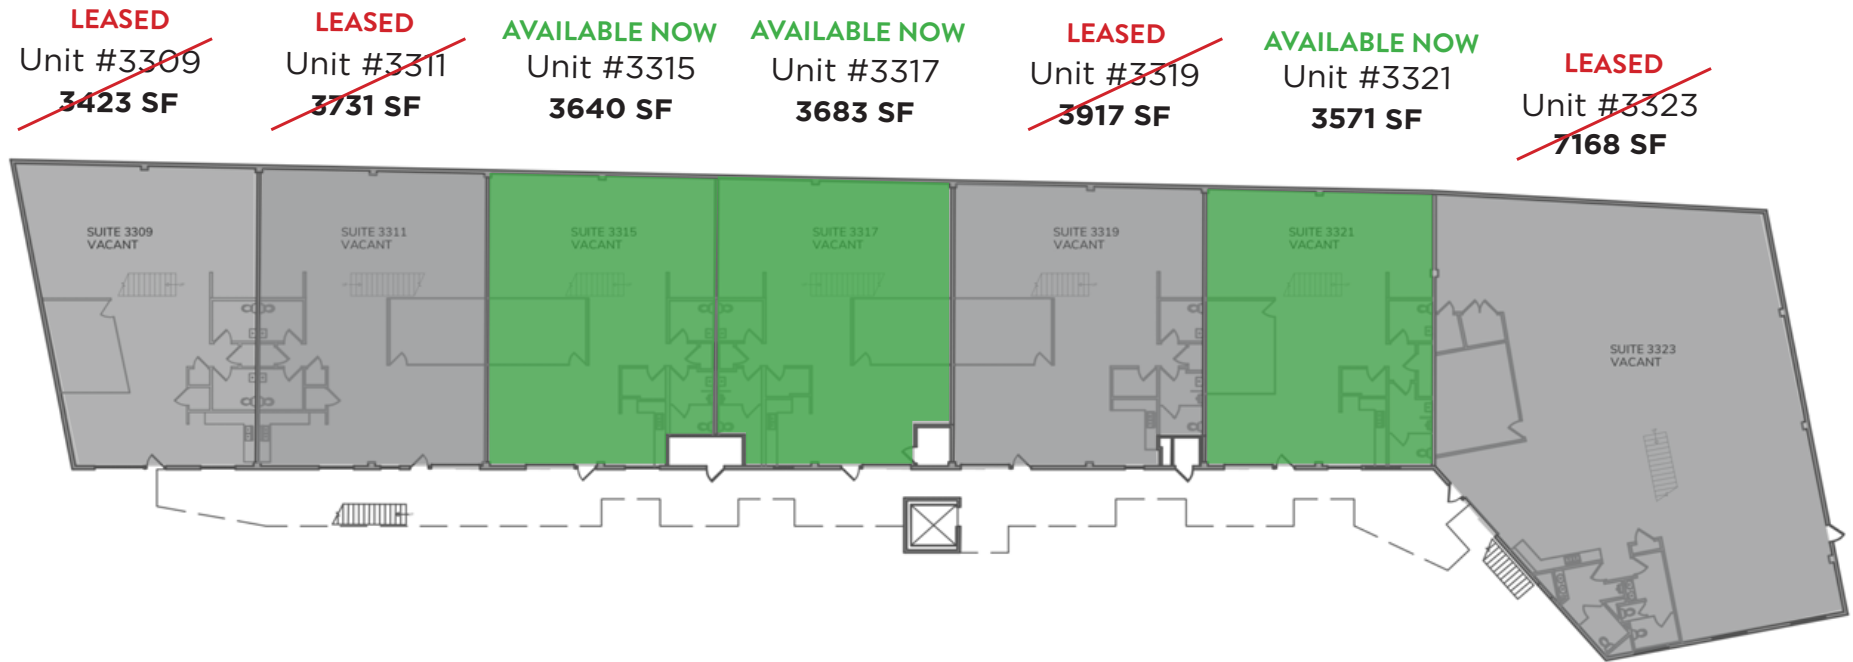 LEASED
Unit #3309
3423 SF
LEASED
Unit #3311
3731 SF
AVAILABLE NOW
Unit #3315
3640 SF
AVAILABLE NOW
Unit #3317
3683 SF
LEASED
Unit #3319
3917 SF
AVAILABLE NOW
Unit #3321
3571 SF
LEASED
Unit #3323
7168 SF
SUITE 3309
VACANT
SUITE 3311
VACANT
SUITE 3315
VACANT
SUITE 3317
VACANT
SUITE 3319
VACANT
SUITE 3321
VACANT
SUITE 3323
VACANT